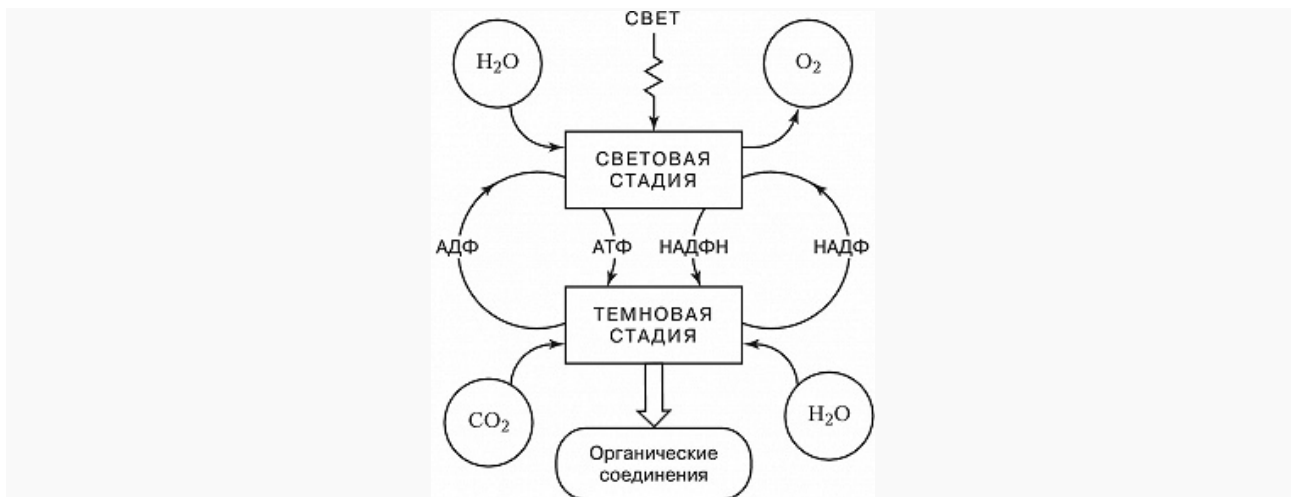 СВЕТ
H₂O
O₂
СВЕТОВАЯ
СТАДИЯ
АДФ
АТФ
НАДФН
НАДФ
ТЕМНОВАЯ
СТАДИЯ
CO₂
H₂O
Органические
соединения